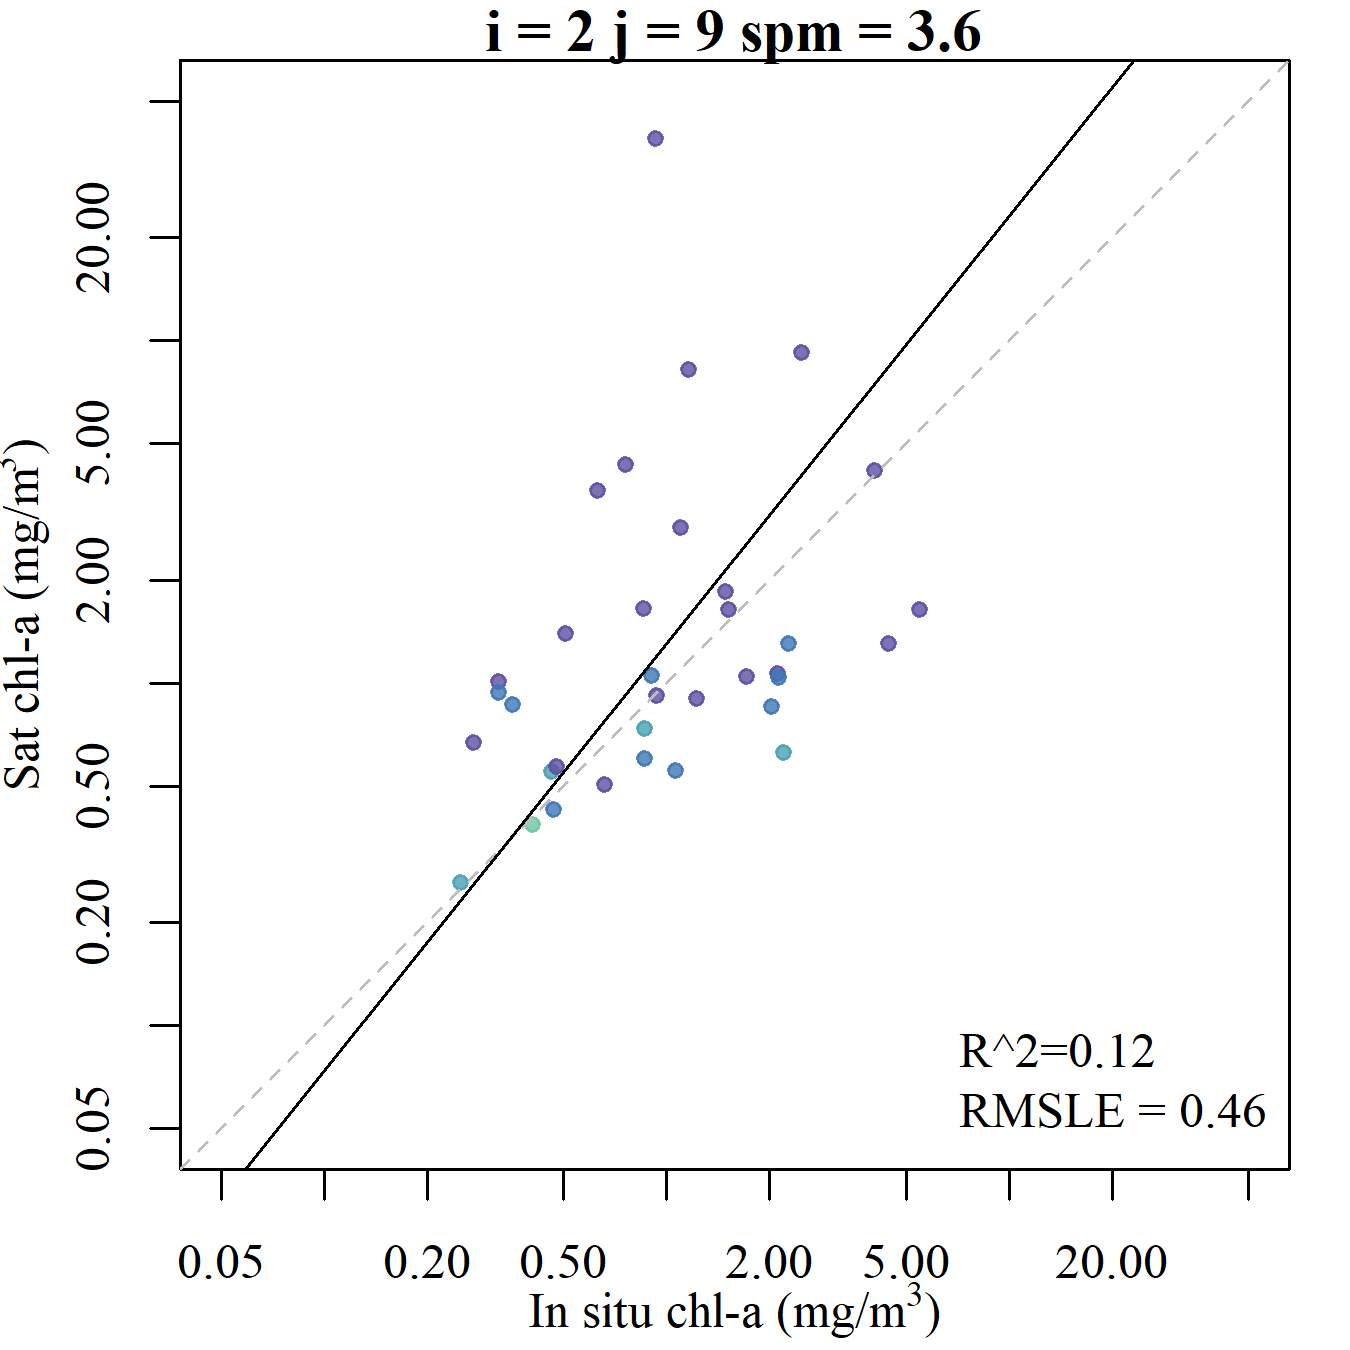 i = 2 j = 9 spm = 3.6
Sat chl-a (mg/m³)
20.00
5.00
2.00
0.50
0.20
0.05
R^2=0.12
RMSLE = 0.46
0.05 0.20 0.50 2.00 5.00 20.00
In situ chl-a (mg/m³)